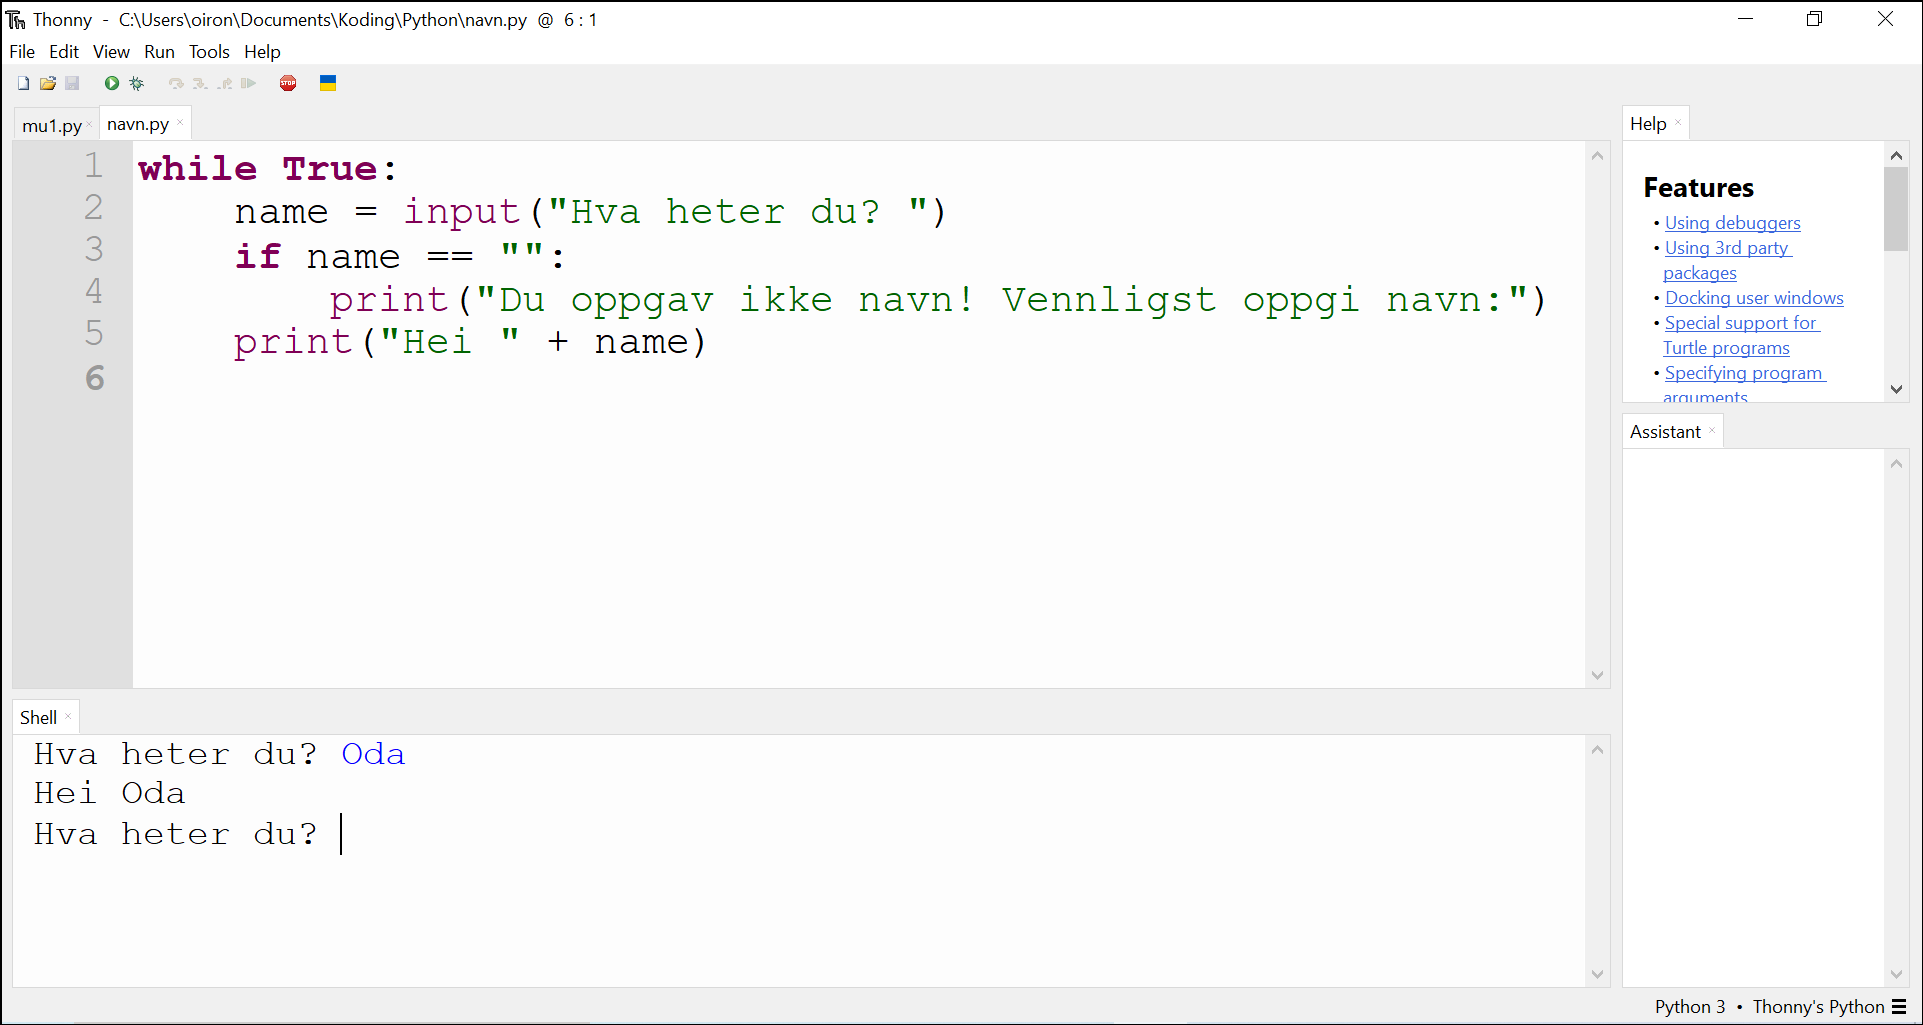 Thonny - C:\Users\oiron\Documents\Koding\Python\navn.py @ 6 : 1
File Edit View Run Tools Help
STOP
mu1.py × navn.py ×
1 while True:
2     name = input("Hva heter du? ")
3     if name == "":
4         print("Du oppgav ikke navn! Vennligst oppgi navn:")
5     print("Hei " + name)
6
Shell ×
Hva heter du? Oda
Hei Oda
Hva heter du?
Help ×
Features
• Using debuggers
• Using 3rd party
packages
• Docking user windows
• Special support for
Turtle programs
• Specifying program
arguments
Assistant ×
Python 3 • Thonny's Python ☰